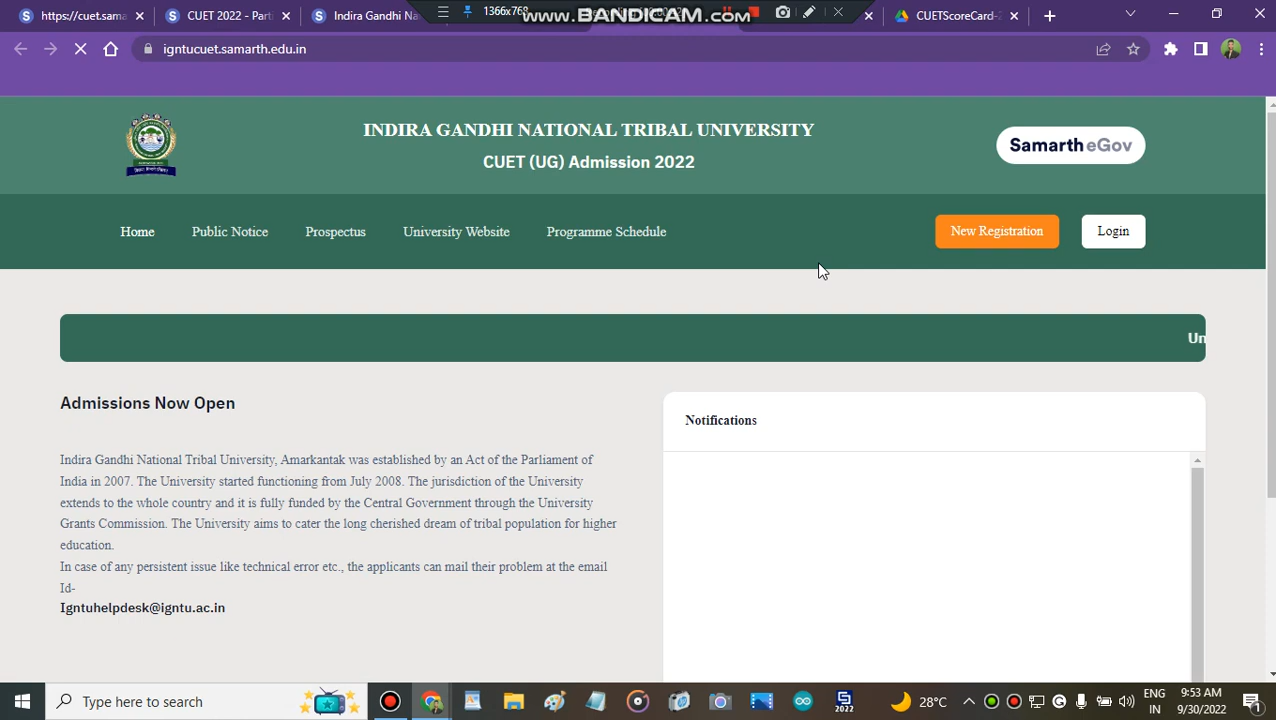 https://cuet.sama
CUET 2022 - Parti
Indira Gandhi Na
1366x768
www.BANDICAM.com
CUETScoreCard-2
igntucuet.samarth.edu.in
INDIRA GANDHI NATIONAL TRIBAL UNIVERSITY
CUET (UG) Admission 2022
Samarth eGov
Home
Public Notice
Prospectus
University Website
Programme Schedule
New Registration
Login
Un
Admissions Now Open
Notifications
Indira Gandhi National Tribal University, Amarkantak was established by an Act of the Parliament of
India in 2007. The University started functioning from July 2008. The jurisdiction of the University
extends to the whole country and it is fully funded by the Central Government through the University
Grants Commission. The University aims to cater the long cherished dream of tribal population for higher
education.
In case of any persistent issue like technical error etc., the applicants can mail their problem at the email
Id-
Igntuhelpdesk@igntu.ac.in
Type here to search
2022
28°C
ENG
IN
9:53 AM
9/30/2022
1